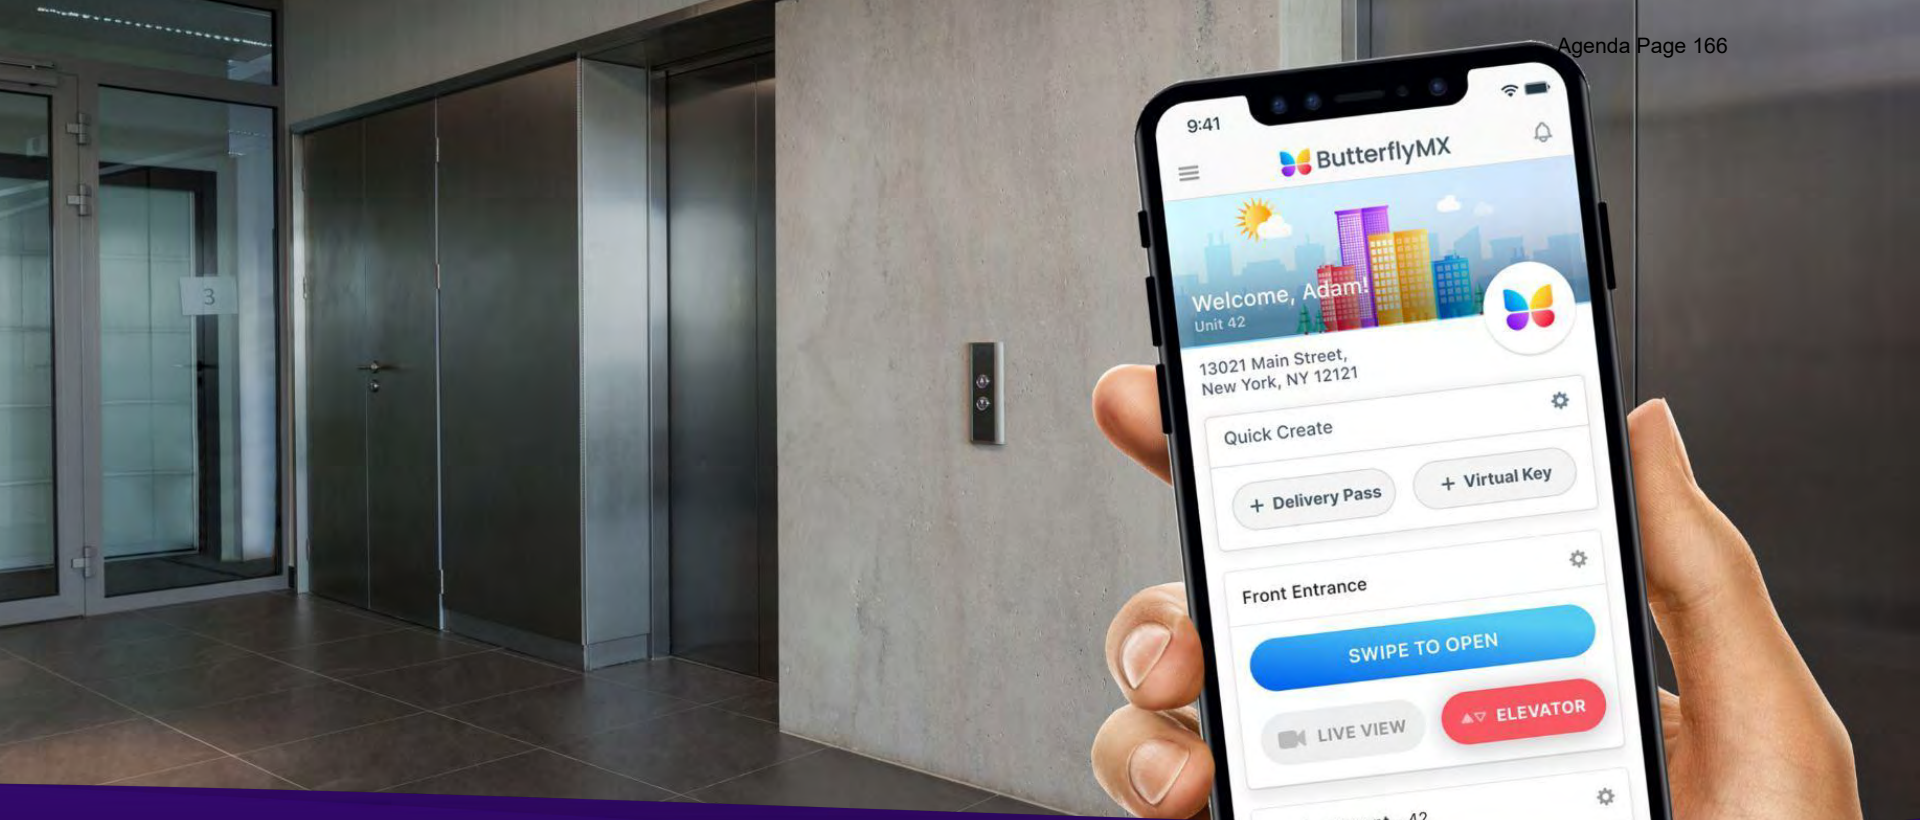 Agenda Page 166
9:41
ButterflyMX
Welcome, Adam!
Unit 42
13021 Main Street,
New York, NY 12121
Quick Create
+ Delivery Pass
+ Virtual Key
Front Entrance
SWIPE TO OPEN
LIVE VIEW
ELEVATOR
42
3